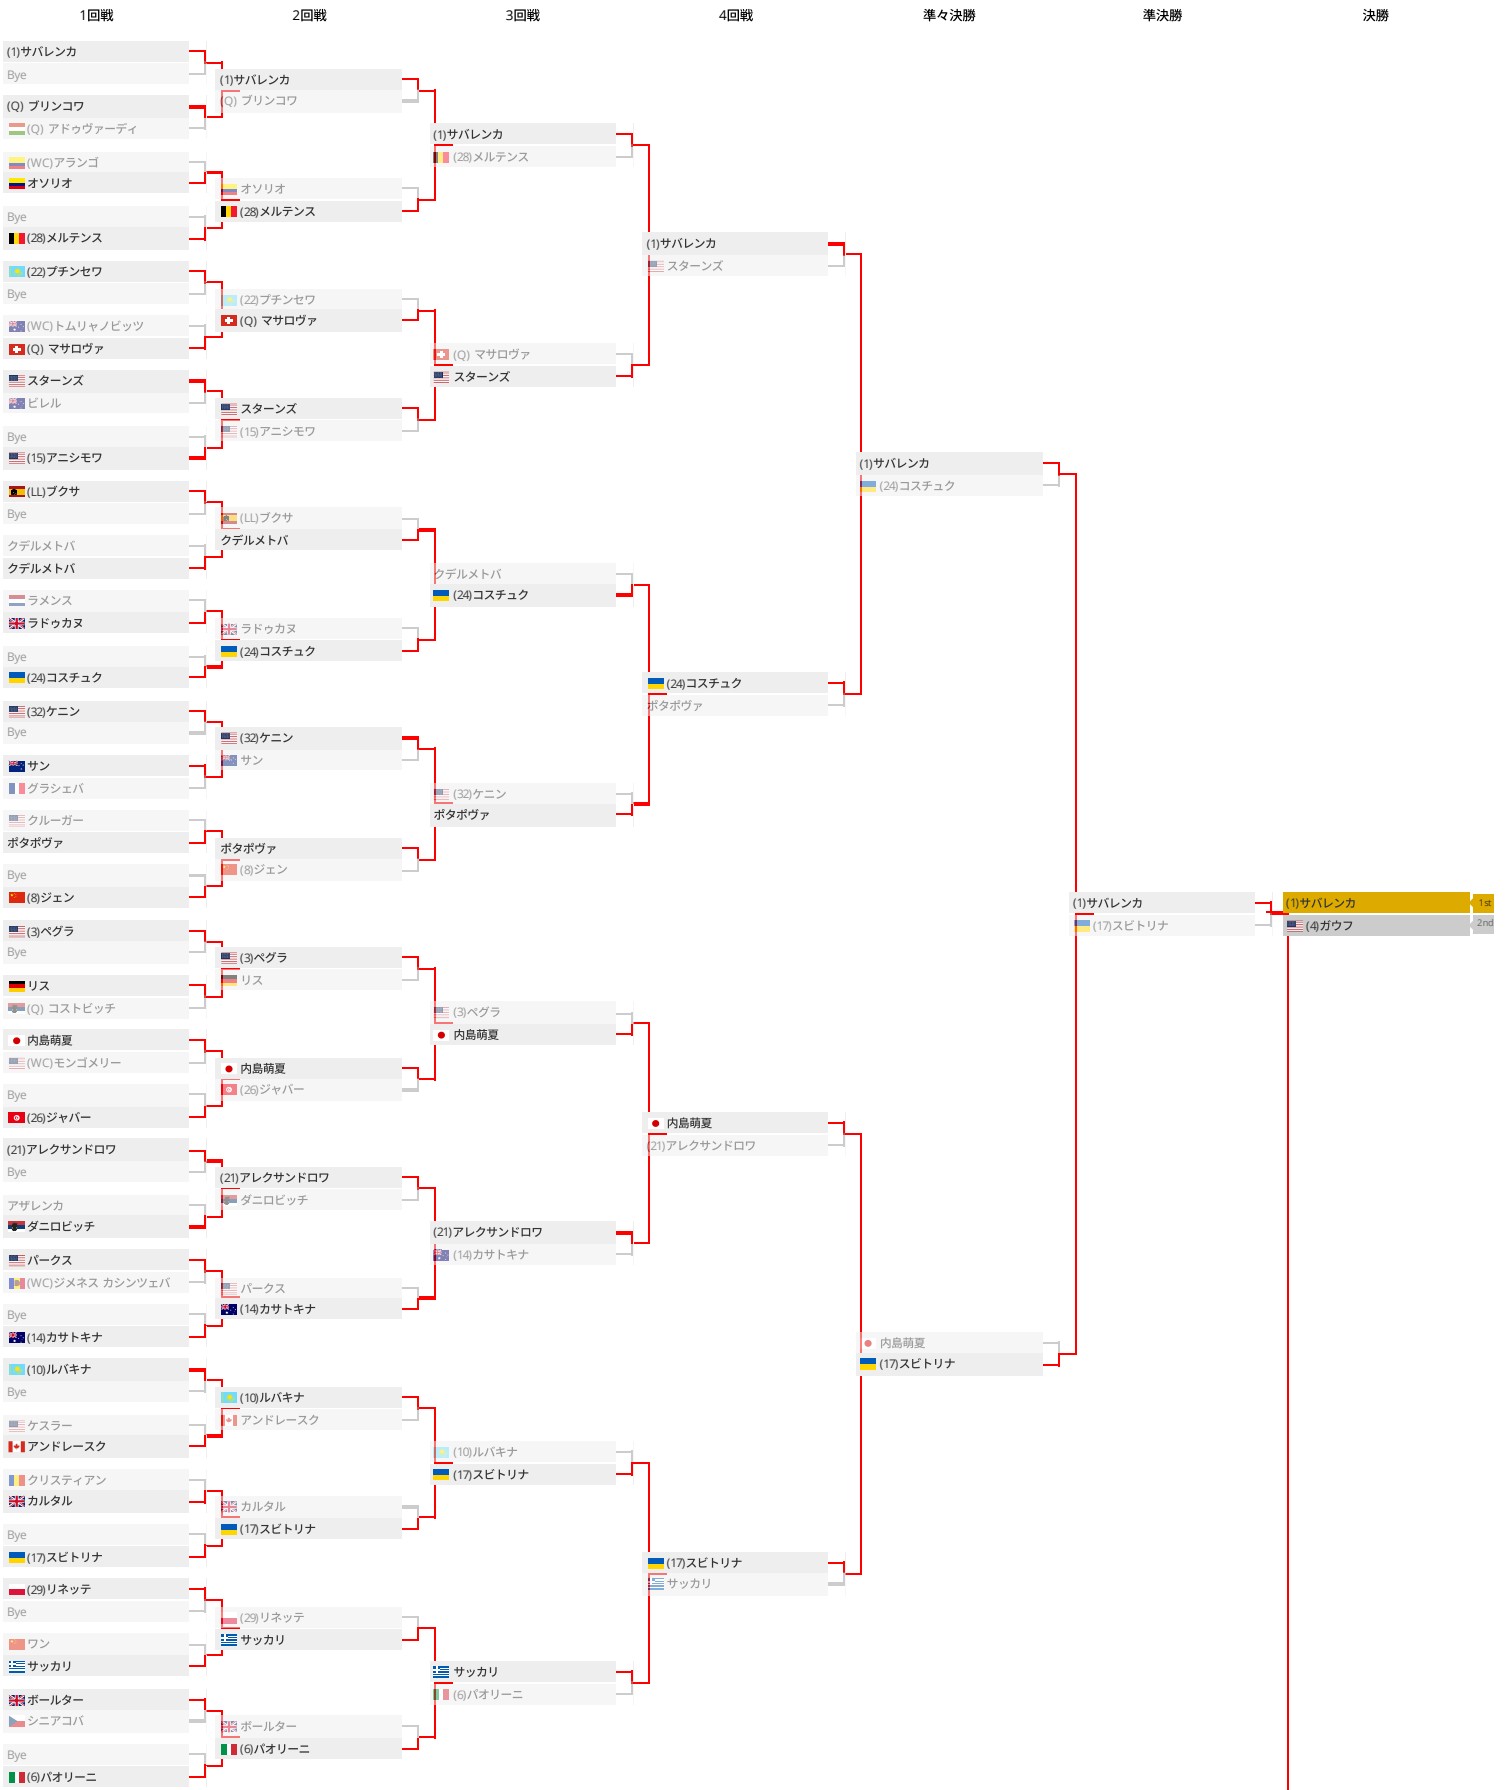 1回戦
2回戦
3回戦
4回戦
準々決勝
準決勝
決勝
(1)サバレンカ
Bye
(Q) ブリンコワ
(Q) アドゥヴァーディ
(WC)アランゴ
オソリオ
Bye
(28)メルテンス
(22)プチンセワ
Bye
(WC)トムリャノビッツ
(Q) マサロヴァ
スターンズ
ビレル
Bye
(15)アニシモワ
(LL)ブクサ
Bye
クデルメトバ
クデルメトバ
ラメンス
ラドゥカヌ
Bye
(24)コスチュク
(32)ケニン
Bye
サン
グラシェバ
クルーガー
ポタポヴァ
Bye
(8)ジェン
(3)ペグラ
Bye
リス
(Q) コストビッチ
内島萌夏
(WC)モンゴメリー
Bye
(26)ジャバー
(21)アレクサンドロワ
Bye
アザレンカ
ダニロビッチ
パークス
(WC)ジメネス カシンツェバ
Bye
(14)カサトキナ
(10)ルバキナ
Bye
ケスラー
アンドレースク
クリスティアン
カルタル
Bye
(17)スビトリナ
(29)リネッテ
Bye
ワン
サッカリ
ボールター
シニアコバ
Bye
(6)パオリーニ
(1)サバレンカ
(Q) ブリンコワ
オソリオ
(28)メルテンス
(22)プチンセワ
(Q) マサロヴァ
スターンズ
(15)アニシモワ
(LL)ブクサ
クデルメトバ
ラドゥカヌ
(24)コスチュク
(32)ケニン
サン
ポタポヴァ
(8)ジェン
(3)ペグラ
リス
内島萌夏
(26)ジャバー
(21)アレクサンドロワ
ダニロビッチ
パークス
(14)カサトキナ
(10)ルバキナ
アンドレースク
カルタル
(17)スビトリナ
(29)リネッテ
サッカリ
ボールター
(6)パオリーニ
(1)サバレンカ
(28)メルテンス
(Q) マサロヴァ
スターンズ
クデルメトバ
(24)コスチュク
(32)ケニン
ポタポヴァ
(3)ペグラ
内島萌夏
(21)アレクサンドロワ
(14)カサトキナ
(10)ルバキナ
(17)スビトリナ
サッカリ
(6)パオリーニ
(1)サバレンカ
スターンズ
(24)コスチュク
ポタポヴァ
内島萌夏
(21)アレクサンドロワ
(17)スビトリナ
サッカリ
(1)サバレンカ
(24)コスチュク
内島萌夏
(17)スビトリナ
(1)サバレンカ
(17)スビトリナ
(1)サバレンカ 1st
(4)ガウフ 2nd